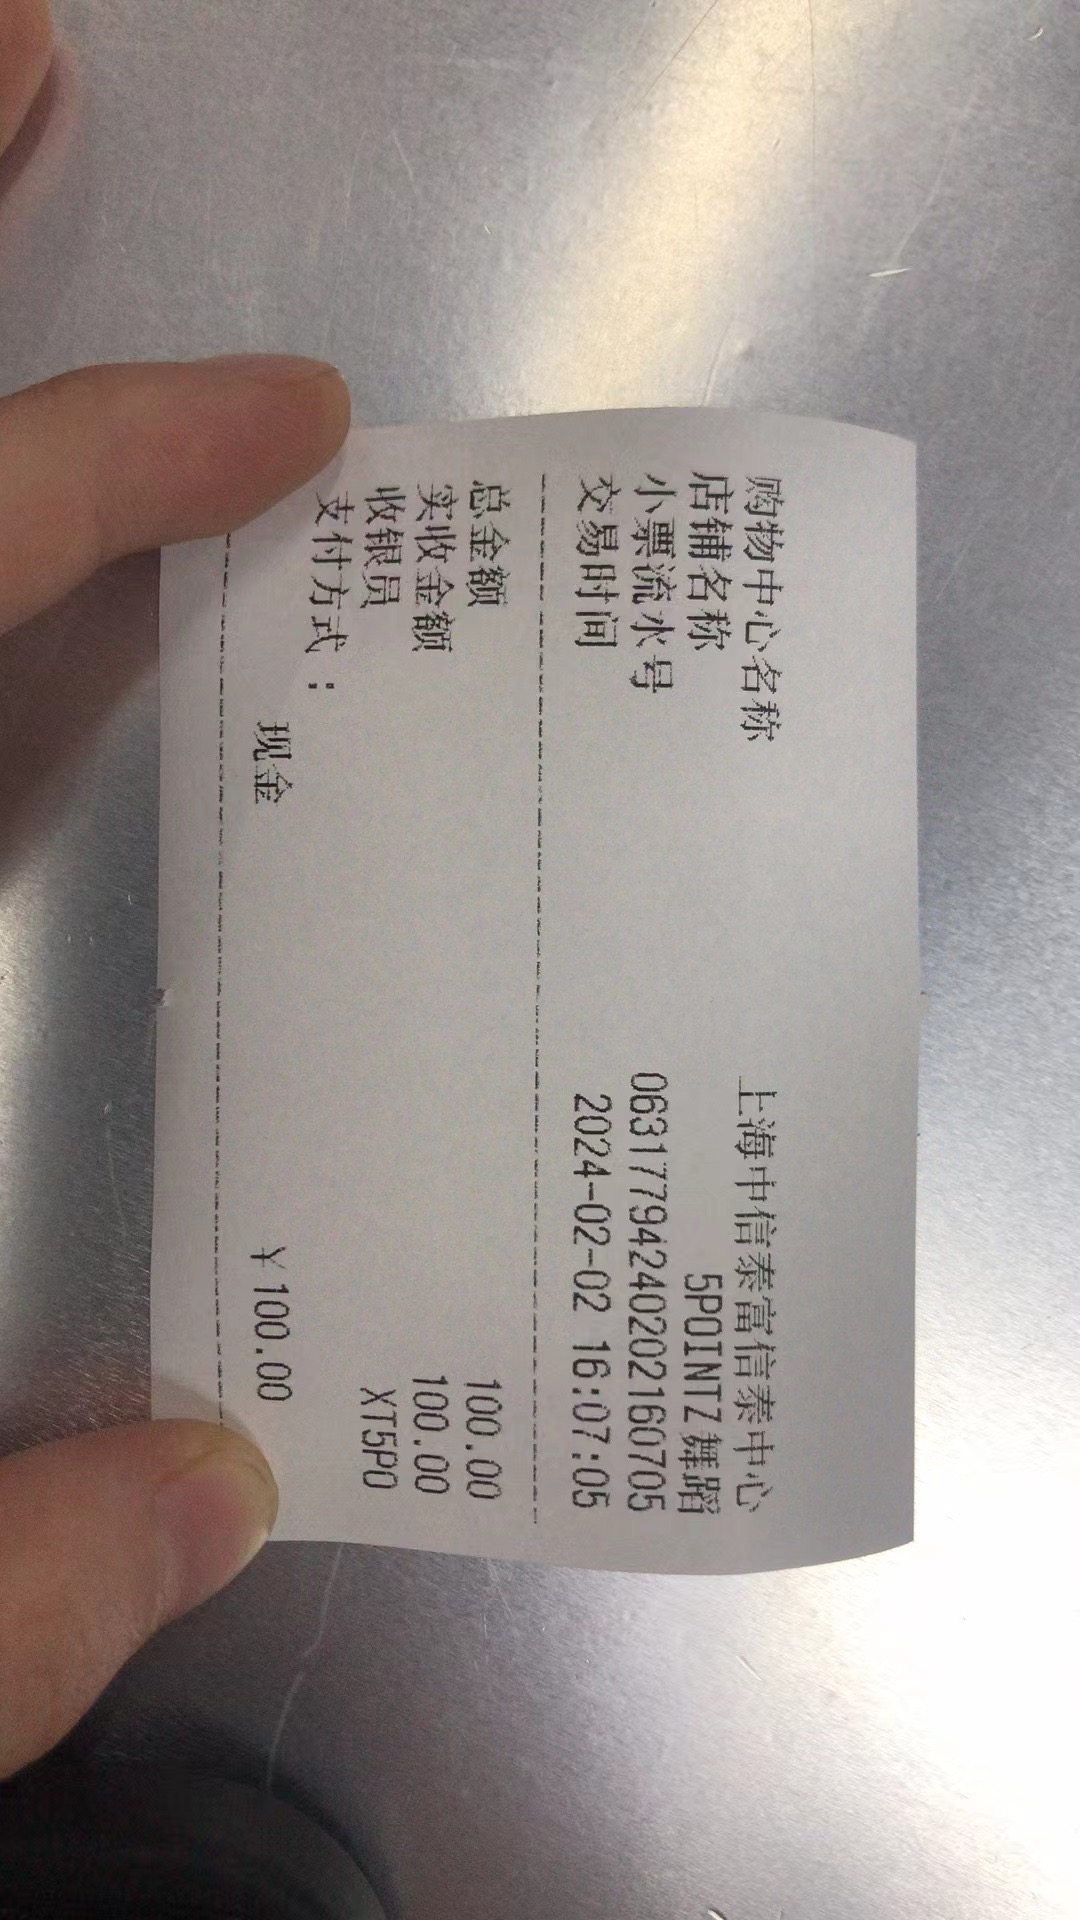 购物中心名称 上海中信泰富信泰中心
店铺名称 5POINTZ舞蹈
小票流水号 0631779424020216070​5
交易时间 2024-02-02 16:07:05
总金额 100.00
实收金额 100.00
收银员 XT5PO
支付方式：
现金 ￥100.00